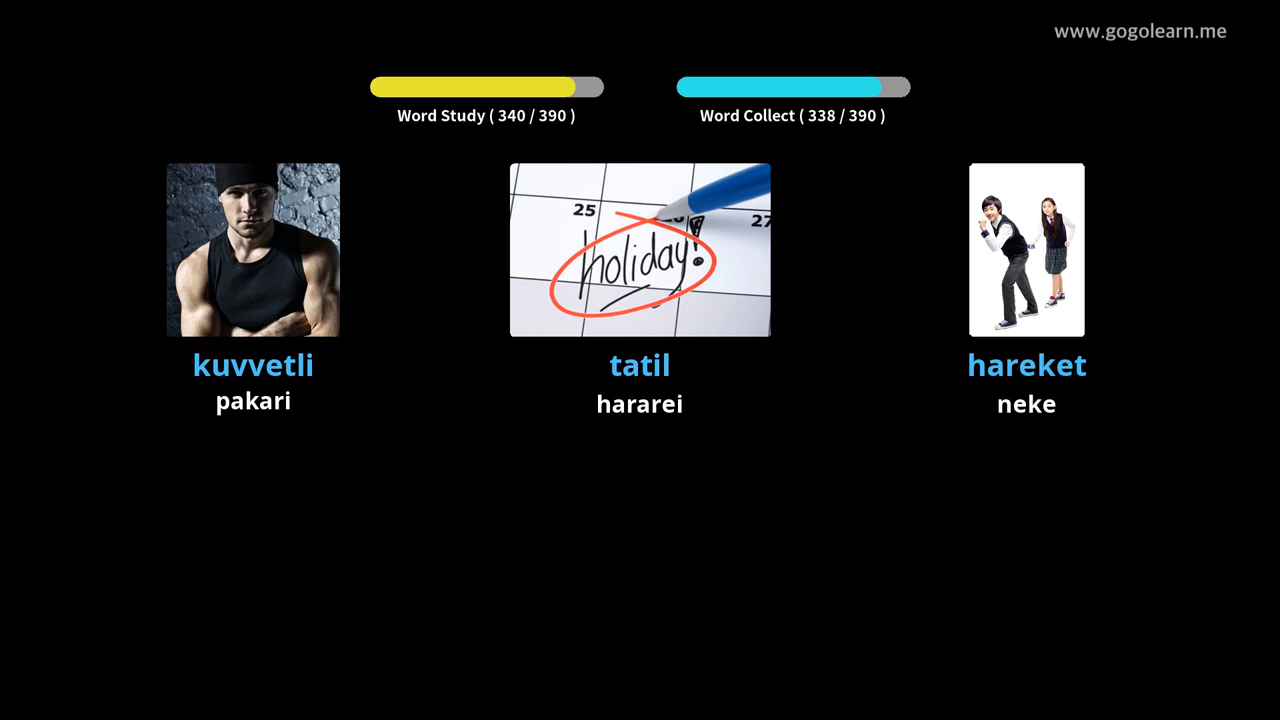 www.gogolearn.me
Word Study ( 340 / 390 )
Word Collect ( 338 / 390 )
25
27
holiday!
kuvvetli
tatil
hareket
pakari
hararei
neke